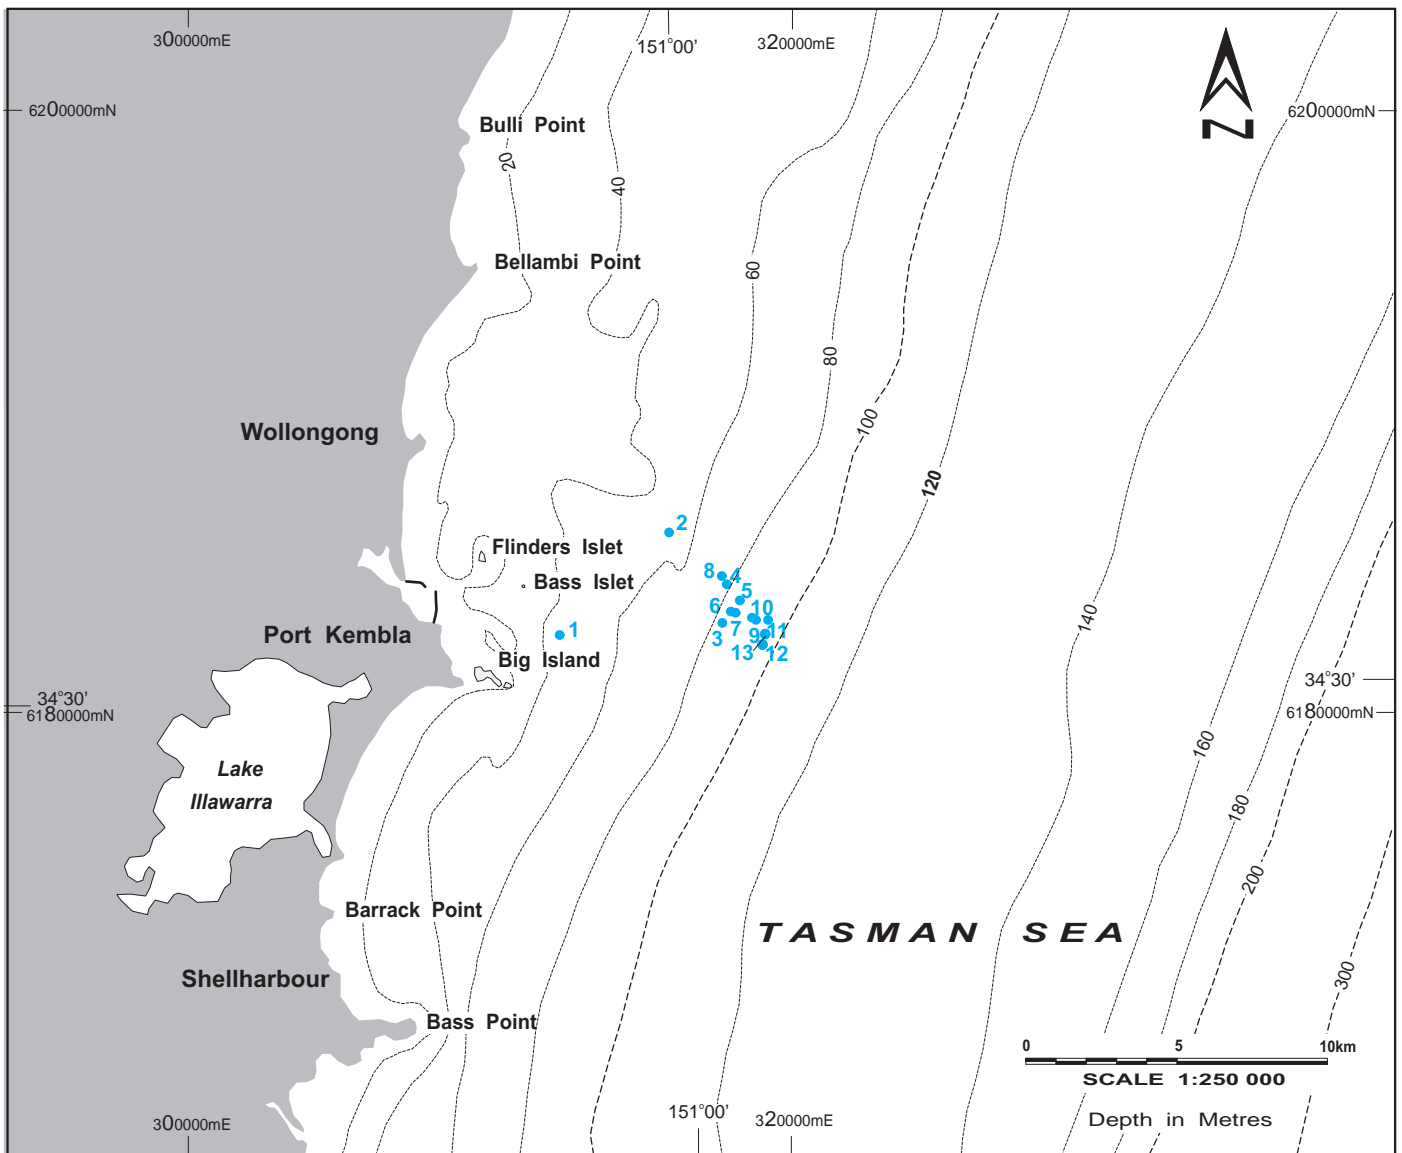 300000mE
151°00'
320000mE
6200000mN
6200000mN
N
Bulli Point
20
40
Bellambi Point
60
80
100
Wollongong
120
2
Flinders Islet
8
4
Bass Islet
5
6
10
140
Port Kembla
1
3
7
9
11
13
12
Big Island
34°30'
34°30'
6180000mN
6180000mN
160
Lake
Illawarra
180
200
Barrack Point
TASMAN SEA
Shellharbour
300
Bass Point
0
5
10km
SCALE 1:250 000
Depth in Metres
300000mE
151°00'
320000mE